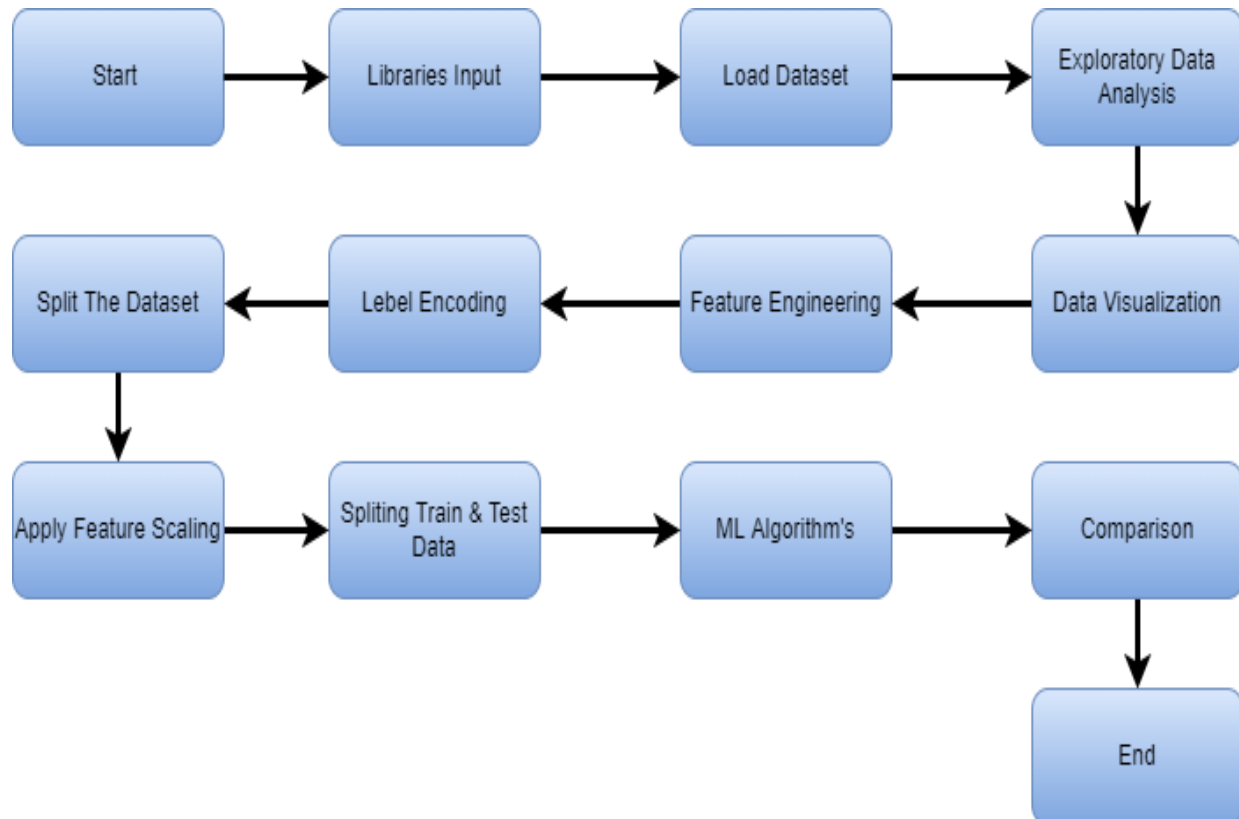 Start
Libraries Input
Load Dataset
Exploratory Data
Analysis
Data Visualization
Feature Engineering
Lebel Encoding
Split The Dataset
Apply Feature Scaling
Spliting Train & Test
Data
ML Algorithm's
Comparison
End